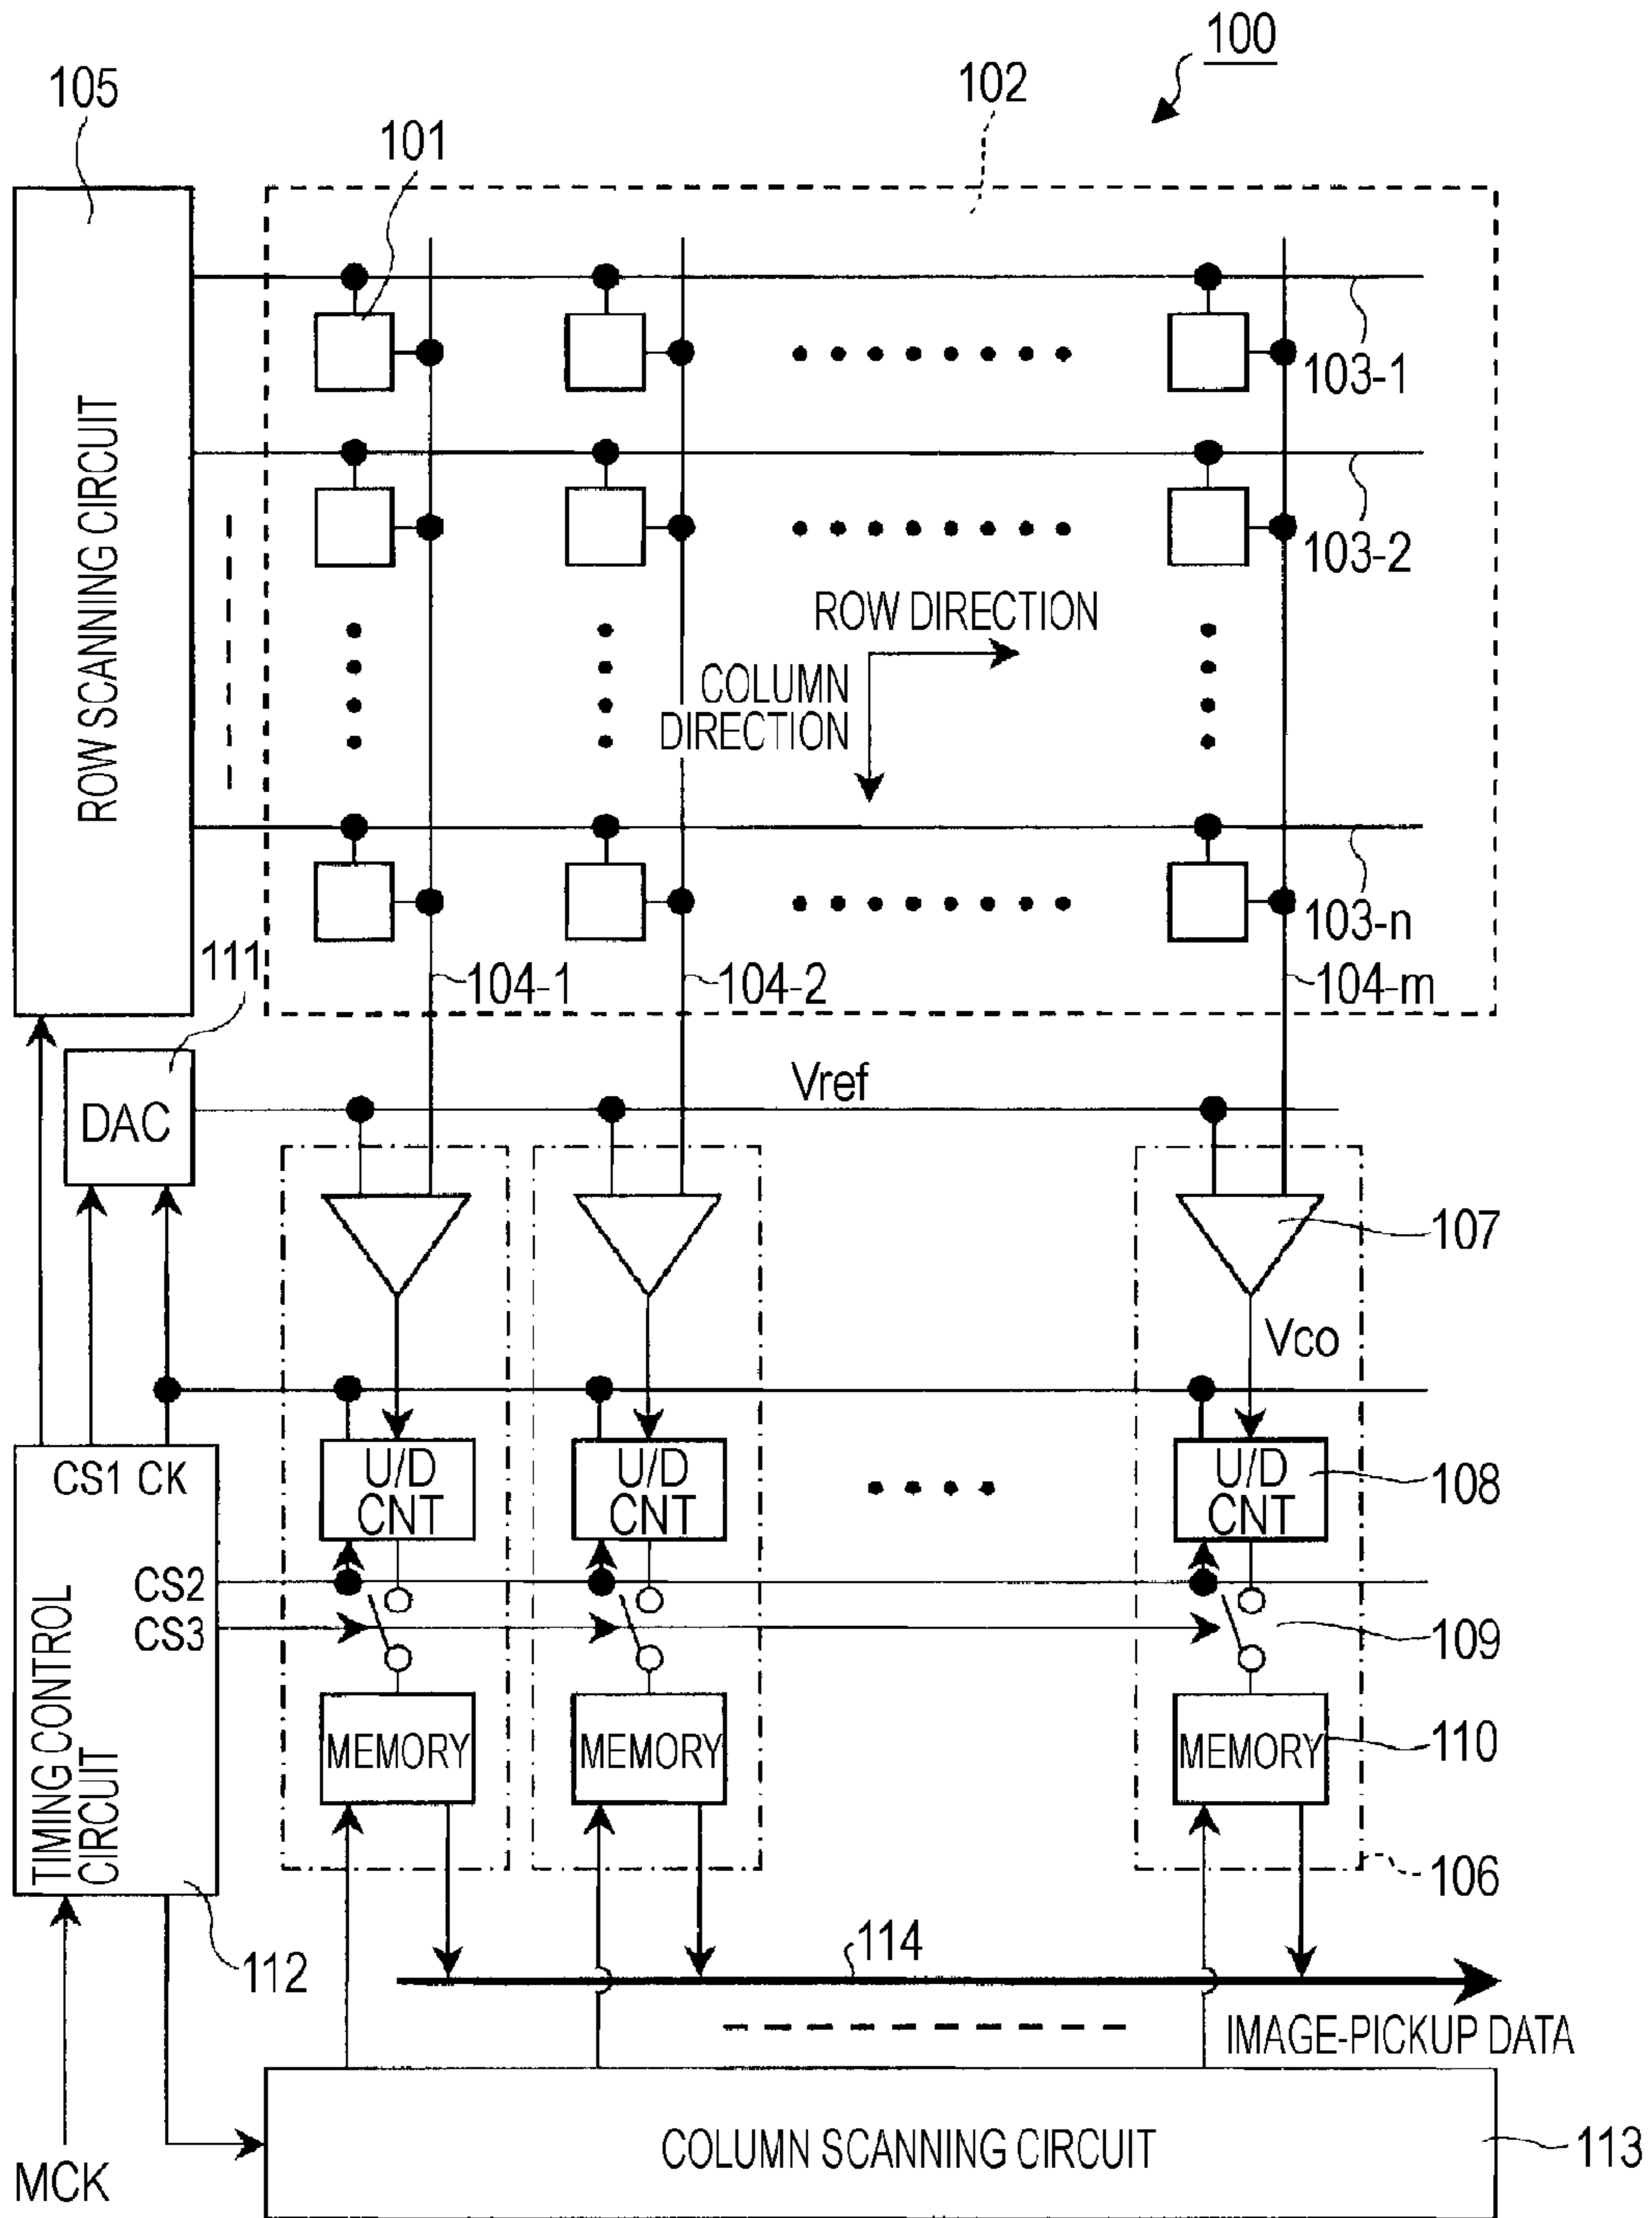 100
105
102
101
103-1
ROW SCANNING CIRCUIT
103-2
ROW DIRECTION
COLUMN
DIRECTION
103-n
111
104-1
104-2
104-m
Vref
DAC
107
Vco
CS1 CK
U/D
CNT
U/D
CNT
U/D
CNT
108
CS2
CS3
109
TIMING CONTROL
CIRCUIT
MEMORY
MEMORY
MEMORY
110
106
112
114
IMAGE-PICKUP DATA
COLUMN SCANNING CIRCUIT
113
MCK